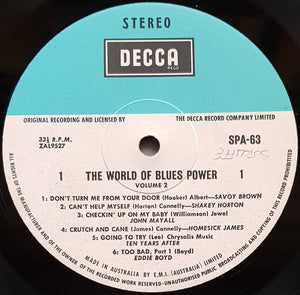 STEREO
DECCA
ORIGINAL RECORDING AND LICENSED BY THE DECCA RECORD COMPANY LIMITED
33⅓ R.P.M. SPA-63
ZAL9527
1 THE WORLD OF BLUES POWER 1
VOLUME 2
1: DON'T TURN ME FROM YOUR DOOR (Hooker) Albert—SAVOY BROWN
2: CAN'T HELP MYSELF (Horton) Connelly—SHAKEY HORTON
3: CHECKIN' UP ON MY BABY (Williamson) Jewel
JOHN MAYALL
4: CRUTCH AND CANE (James) Connelly—HOMESICK JAMES
5: GOING TO TRY (Lee) Chrysalis Music
TEN YEARS AFTER
6: TOO BAD, Part 1 (Boyd)
EDDIE BOYD
MADE IN AUSTRALIA BY E.M.I. (AUSTRALIA) LIMITED
ALL RIGHTS OF THE MANUFACTURER AND OF THE OWNER OF THE RECORDED WORK RESERVED—UNAUTHORISED PUBLIC BROADCASTING AND COPYING OF THIS RECORD PROHIBITED